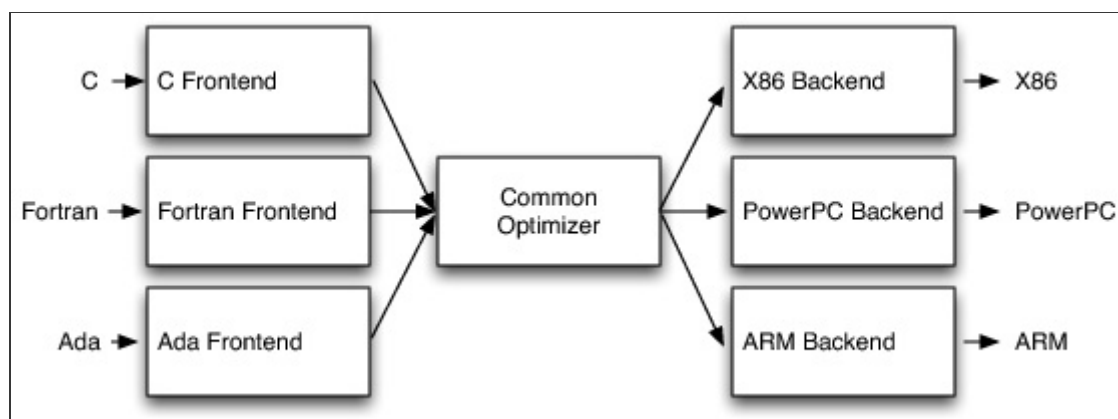 C
C Frontend
X86 Backend
X86
Fortran
Fortran Frontend
Common
Optimizer
PowerPC Backend
PowerPC
Ada
Ada Frontend
ARM Backend
ARM